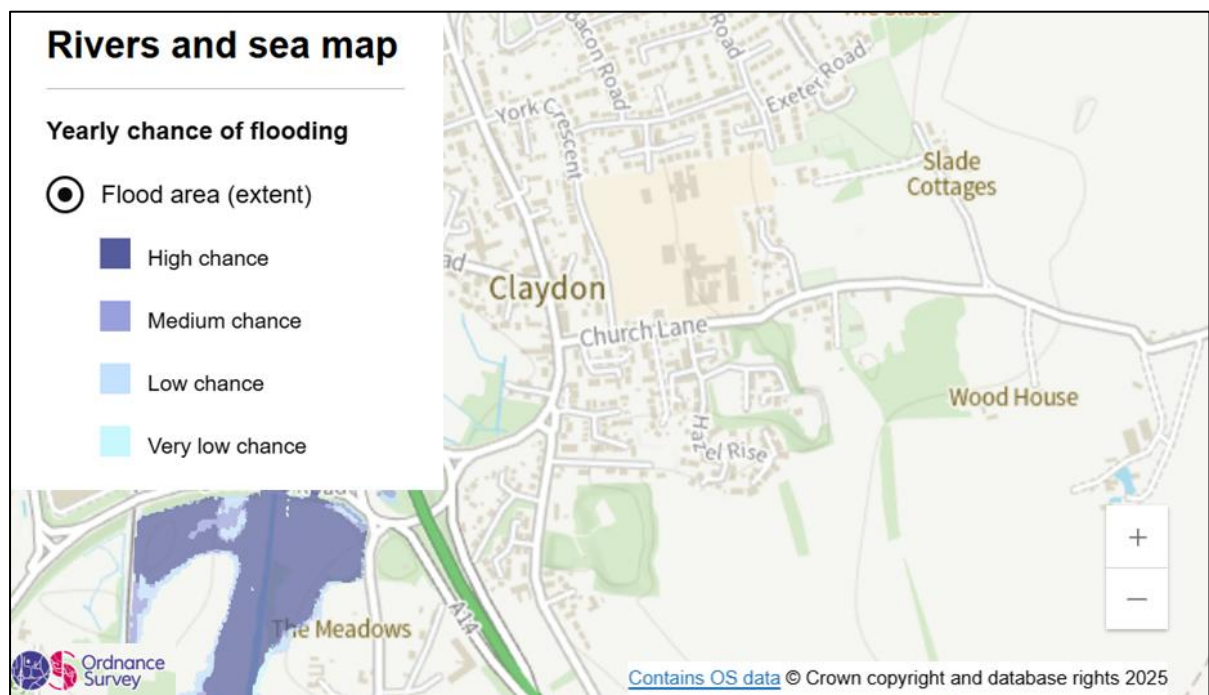 Rivers and sea map
Yearly chance of flooding
Flood area (extent)
High chance
Medium chance
Low chance
Very low chance
The Slade
Road
Exeter Road
York Crescent
Slade
Cottages
Claydon
Church Lane
Wood House
Hazel Rise
The Meadows
A14
+
−
Ordnance
Survey
Contains OS data © Crown copyright and database rights 2025